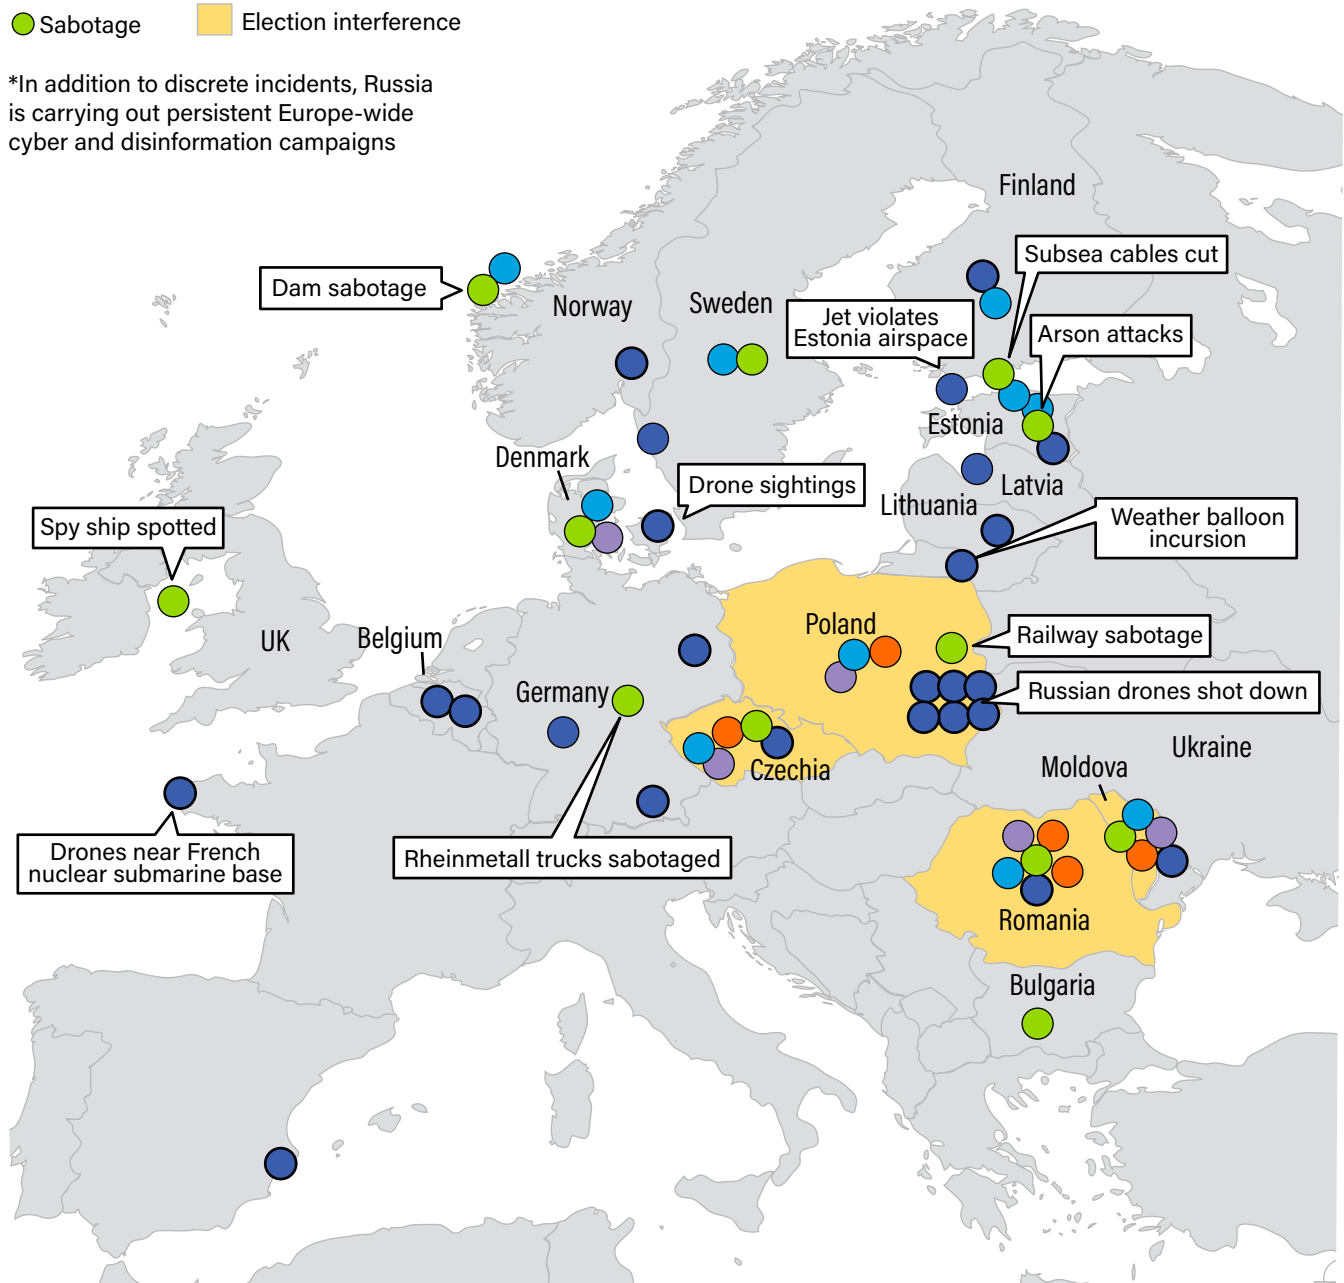 Sabotage
Election interference
*In addition to discrete incidents, Russia
is carrying out persistent Europe-wide
cyber and disinformation campaigns
Finland
Subsea cables cut
Dam sabotage
Norway
Sweden
Jet violates
Estonia airspace
Arson attacks
Estonia
Denmark
Drone sightings
Latvia
Lithuania
Spy ship spotted
Weather balloon
incursion
UK
Belgium
Poland
Railway sabotage
Germany
Russian drones shot down
Ukraine
Czechia
Moldova
Drones near French
nuclear submarine base
Rheinmetall trucks sabotaged
Romania
Bulgaria